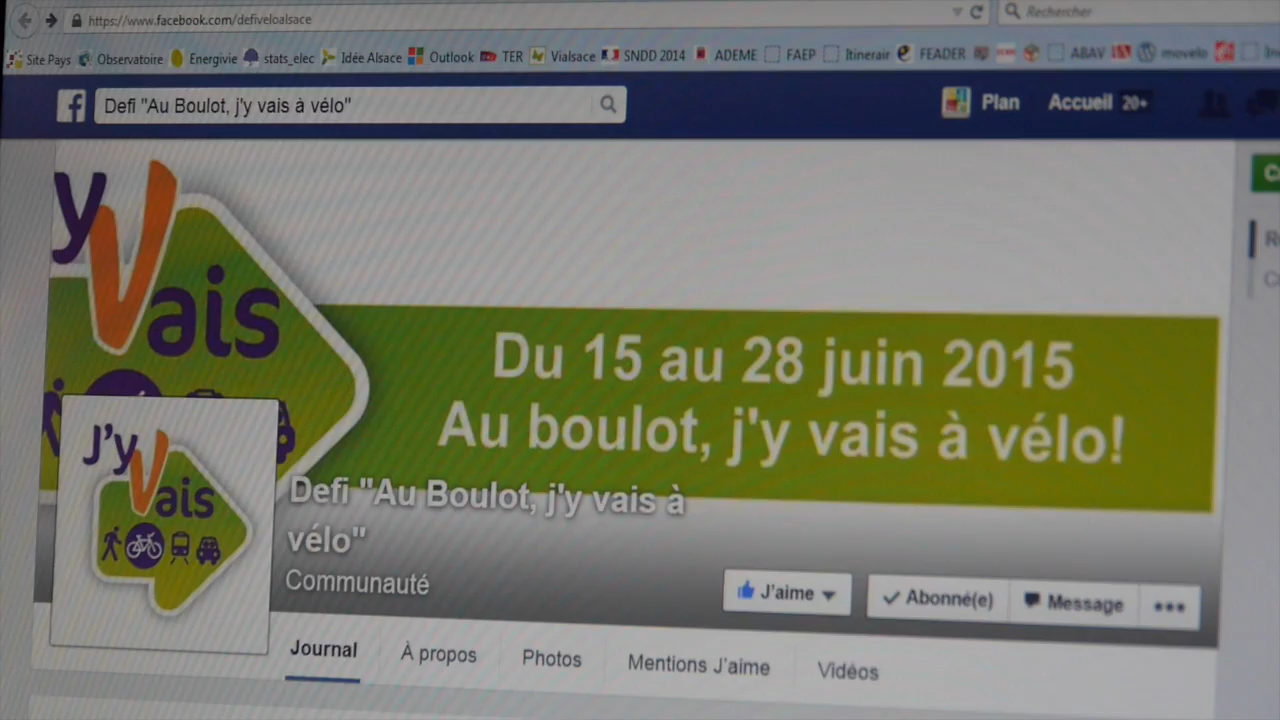 https://www.facebook.com/defiveloalsace
Rechercher
Site Pays Observatoire Energivie stats_elec Idée Alsace Outlook TER Vialsace SNDD 2014 ADEME FAEP Itinerair FEADER ABAV movelo
Defi "Au Boulot, j'y vais à vélo"
Plan Accueil 20+
y Vais
Du 15 au 28 juin 2015
Au boulot, j'y vais à vélo!
J'y Vais
Defi "Au Boulot, j'y vais à
vélo"
Communauté
J'aime Abonné(e) Message
Journal À propos Photos Mentions J'aime Vidéos